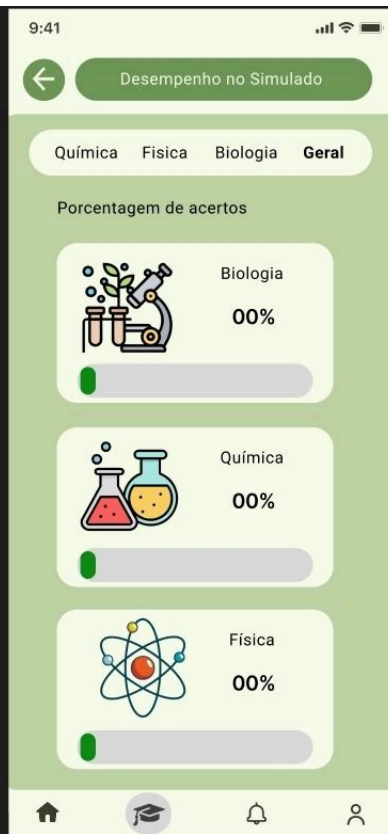 9:41
Desempenho no Simulado
Química Fisica Biologia Geral
Porcentagem de acertos
Biologia
00%
Química
00%
Física
00%